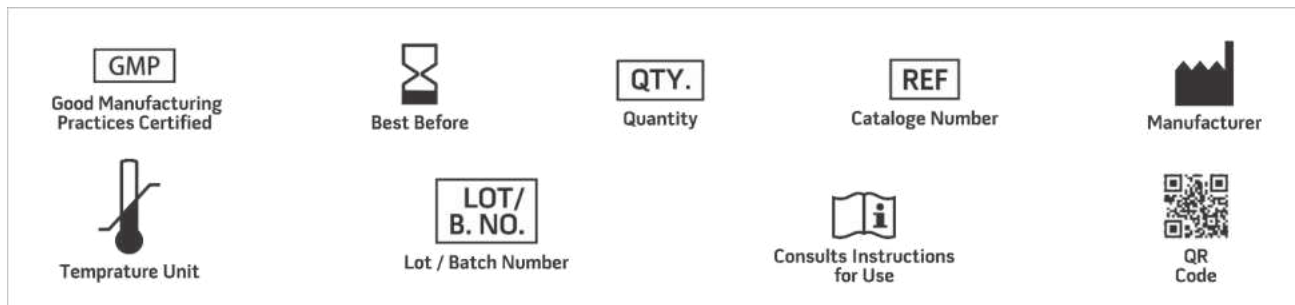 GMP
Good Manufacturing
Practices Certified
Best Before
QTY.
Quantity
REF
Cataloge Number
Manufacturer
Temprature Unit
LOT/
B. NO.
Lot / Batch Number
i
Consults Instructions
for Use
QR
Code